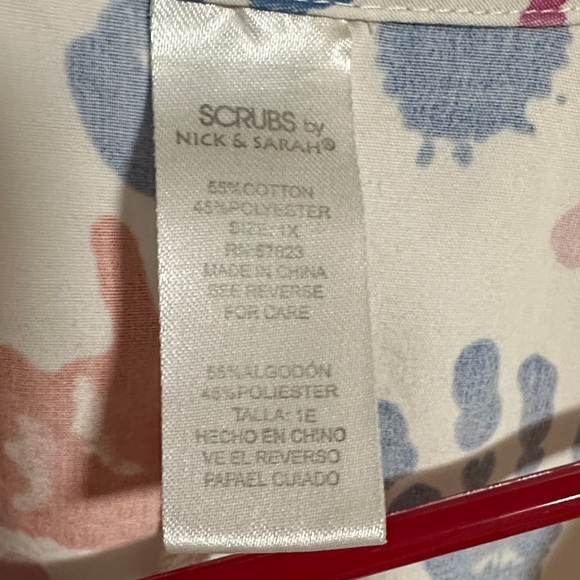 SCRUBS by
NICK & SARAH®
55% COTTON
45% POLYESTER
SIZE: 1X
RN 67023
MADE IN CHINA
SEE REVERSE
FOR CARE
55% ALGODÓN
45% POLIESTER
TALLA: 1E
HECHO EN CHINO
VE EL REVERSO
PAPAEL CUIADO